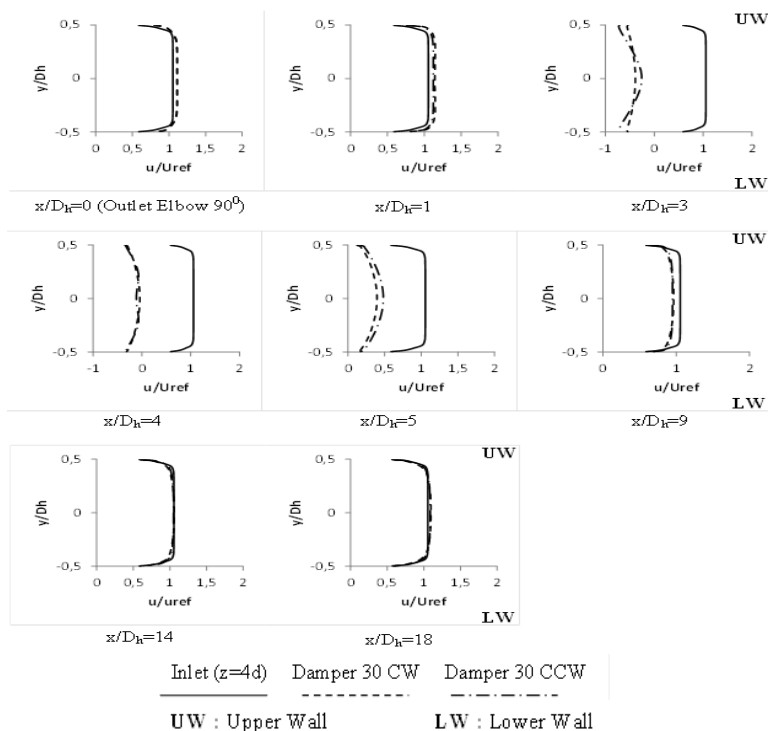 UW
0,5 0,5 0,5
y/Dh 0 y/Dh 0 y/Dh 0
-0,5 -0,5 -0,5
0 0,5 1 1,5 2 0 0,5 1 1,5 2 -1 0 1 2
u/Uref u/Uref u/Uref
LW
x/Dh=0 (Outlet Elbow 90⁰) x/Dh=1 x/Dh=3
UW
0,5 0,5 0,5
y/Dh 0 y/Dh 0 y/Dh 0
-0,5 -0,5 -0,5
-1 0 1 2 0 0,5 1 1,5 2 0 0,5 1 1,5 2
u/Uref u/Uref u/Uref
LW
x/Dh=4 x/Dh=5 x/Dh=9
UW
0,5 0,5
y/Dh 0 y/Dh 0
-0,5 -0,5
0 0,5 1 1,5 2 0 0,5 1 1,5 2
u/uref u/Uref
LW
x/Dh=14 x/Dh=18
Inlet (z=4d) Damper 30 CW Damper 30 CCW
UW : Upper Wall LW : Lower Wall